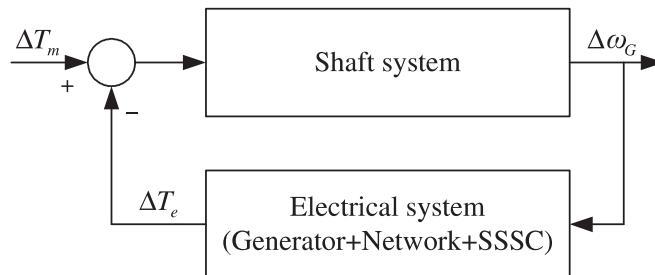 ΔT_m
+
−
Shaft system
Δω_G
ΔT_e
Electrical system
(Generator+Network+SSSC)